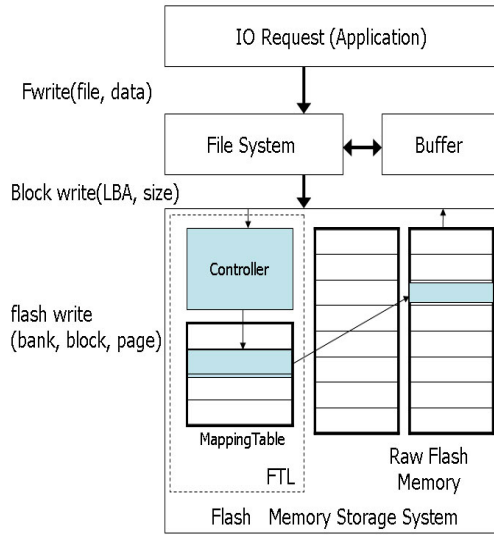 IO Request (Application)
Fwrite(file, data)
File System
Buffer
Block write(LBA, size)
Controller
flash write
(bank, block, page)
MappingTable
Raw Flash
Memory
FTL
Flash Memory Storage System